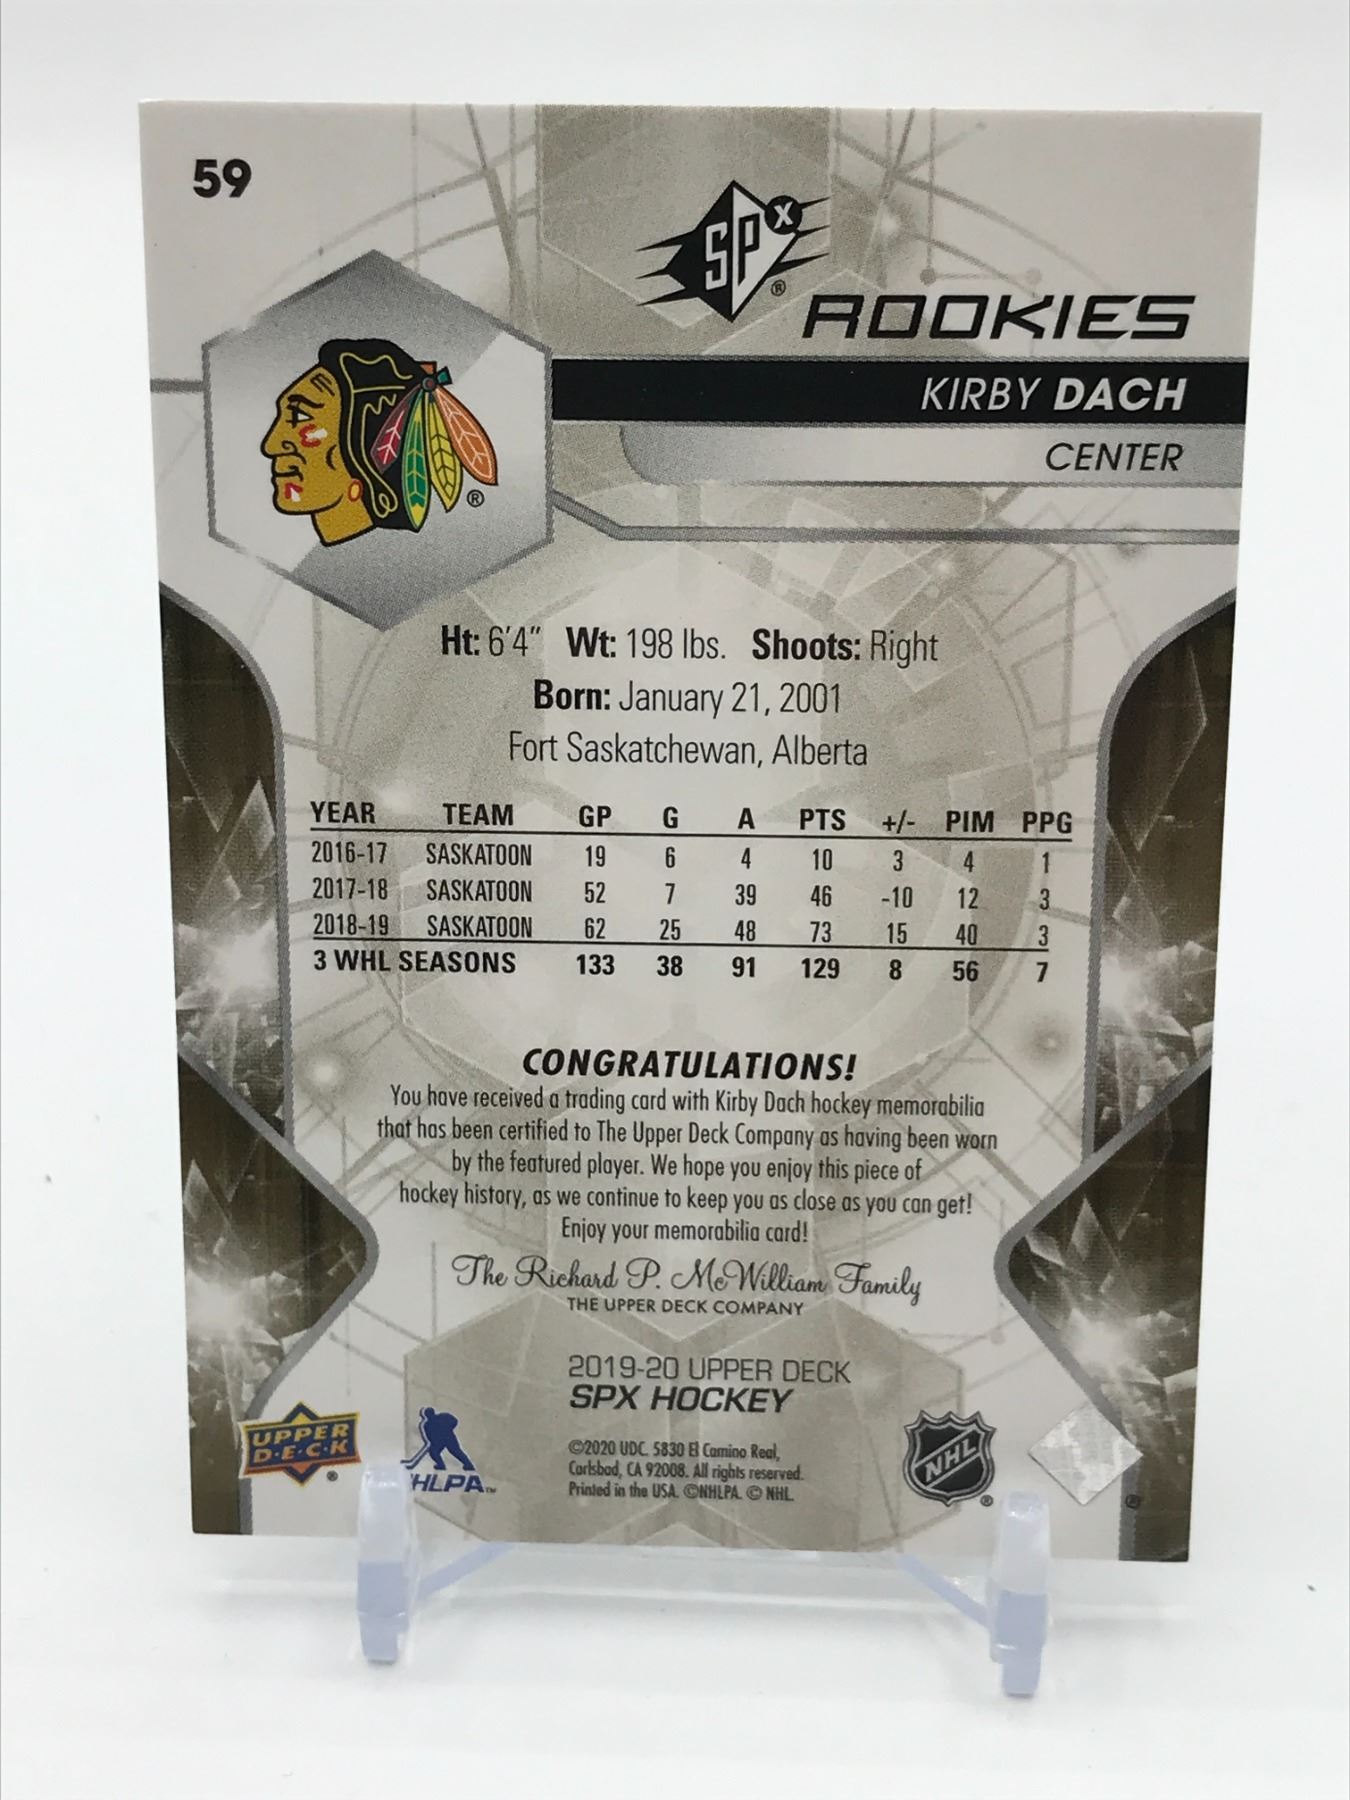 59
SPX®
ROOKIES
KIRBY DACH
CENTER
®
Ht: 6'4" Wt: 198 lbs. Shoots: Right
Born: January 21, 2001
Fort Saskatchewan, Alberta
YEAR TEAM GP G A PTS +/- PIM PPG
2016-17 SASKATOON 19 6 4 10 3 4 1
2017-18 SASKATOON 52 7 39 46 -10 12 3
2018-19 SASKATOON 62 25 48 73 15 40 3
3 WHL SEASONS 133 38 91 129 8 56 7
CONGRATULATIONS!
You have received a trading card with Kirby Dach hockey memorabilia
that has been certified to The Upper Deck Company as having been worn
by the featured player. We hope you enjoy this piece of
hockey history, as we continue to keep you as close as you can get!
Enjoy your memorabilia card!
The Richard P. McWilliam Family
THE UPPER DECK COMPANY
2019-20 UPPER DECK
SPX HOCKEY
UPPER
D·E·C·K
®
HLPA™
©2020 UDC. 5830 El Camino Real,
Carlsbad, CA 92008. All rights reserved.
Printed in the USA. ©NHLPA. © NHL.
NHL
®
®